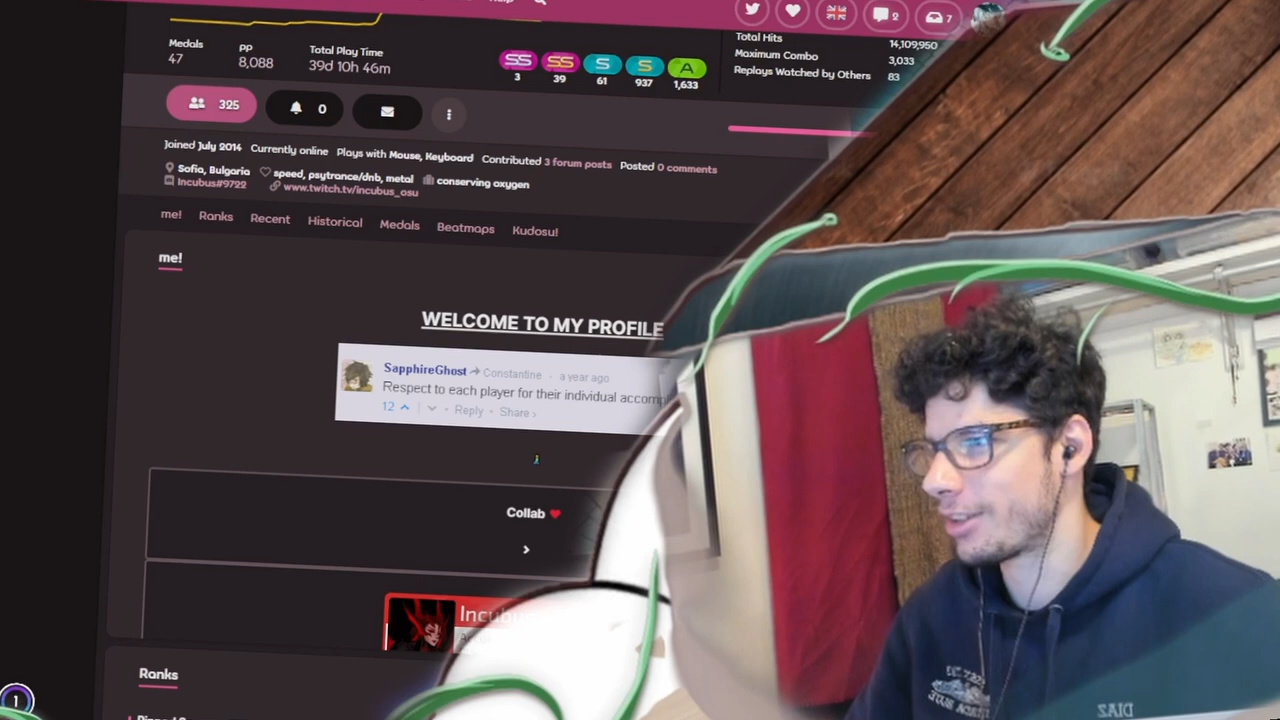 2
7
Medals
47
PP
8,088
Total Play Time
39d 10h 46m
SS
SS
S
S
A
3
39
61
937
1,633
Total Hits
14,109,950
Maximum Combo
3,033
Replays Watched by Others
83
325
0
Joined July 2014 Currently online Plays with Mouse, Keyboard Contributed 3 forum posts Posted 0 comments
Sofia, Bulgaria speed, psytrance/dnb, metal conserving oxygen
Incubus#9722 www.twitch.tv/incubus_osu
me! Ranks Recent Historical Medals Beatmaps Kudosu!
me!
WELCOME TO MY PROFILE
SapphireGhost Constantine · a year ago
Respect to each player for their individual
12 · Reply · Share ›
Collab
Ranks
1
DIAZ